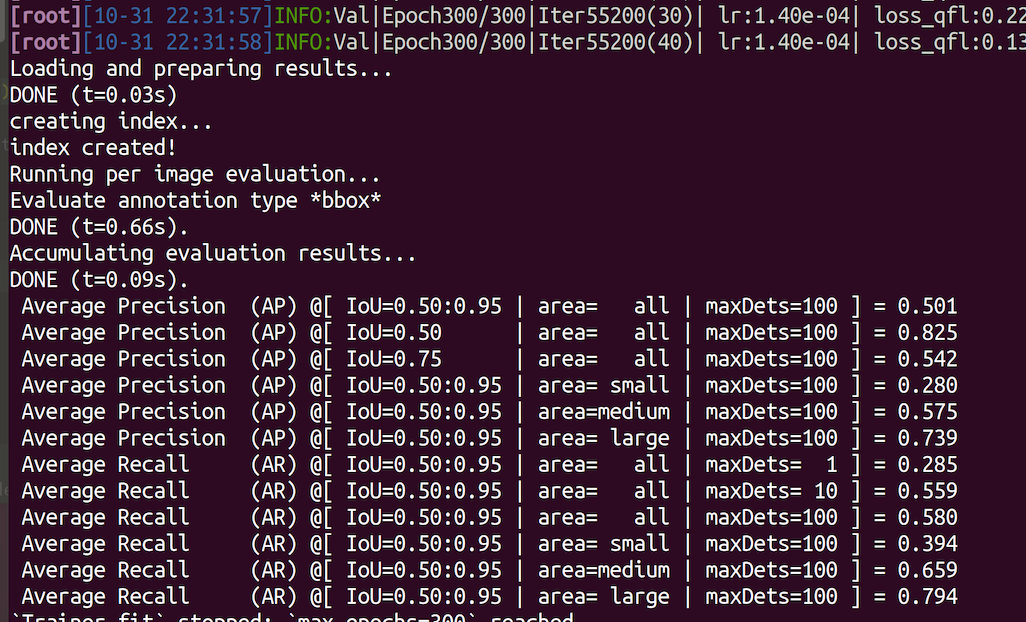 [root][10-31 22:31:57]INFO:Val|Epoch300/300|Iter55200(30)| lr:1.40e-04| loss_qfl:0.22
[root][10-31 22:31:58]INFO:Val|Epoch300/300|Iter55200(40)| lr:1.40e-04| loss_qfl:0.13
Loading and preparing results...
DONE (t=0.03s)
creating index...
index created!
Running per image evaluation...
Evaluate annotation type *bbox*
DONE (t=0.66s).
Accumulating evaluation results...
DONE (t=0.09s).
 Average Precision  (AP) @[ IoU=0.50:0.95 | area=   all | maxDets=100 ] = 0.501
 Average Precision  (AP) @[ IoU=0.50      | area=   all | maxDets=100 ] = 0.825
 Average Precision  (AP) @[ IoU=0.75      | area=   all | maxDets=100 ] = 0.542
 Average Precision  (AP) @[ IoU=0.50:0.95 | area= small | maxDets=100 ] = 0.280
 Average Precision  (AP) @[ IoU=0.50:0.95 | area=medium | maxDets=100 ] = 0.575
 Average Precision  (AP) @[ IoU=0.50:0.95 | area= large | maxDets=100 ] = 0.739
 Average Recall     (AR) @[ IoU=0.50:0.95 | area=   all | maxDets=  1 ] = 0.285
 Average Recall     (AR) @[ IoU=0.50:0.95 | area=   all | maxDets= 10 ] = 0.559
 Average Recall     (AR) @[ IoU=0.50:0.95 | area=   all | maxDets=100 ] = 0.580
 Average Recall     (AR) @[ IoU=0.50:0.95 | area= small | maxDets=100 ] = 0.394
 Average Recall     (AR) @[ IoU=0.50:0.95 | area=medium | maxDets=100 ] = 0.659
 Average Recall     (AR) @[ IoU=0.50:0.95 | area= large | maxDets=100 ] = 0.794
`Trainer.fit` stopped: `max_epochs=300` reached